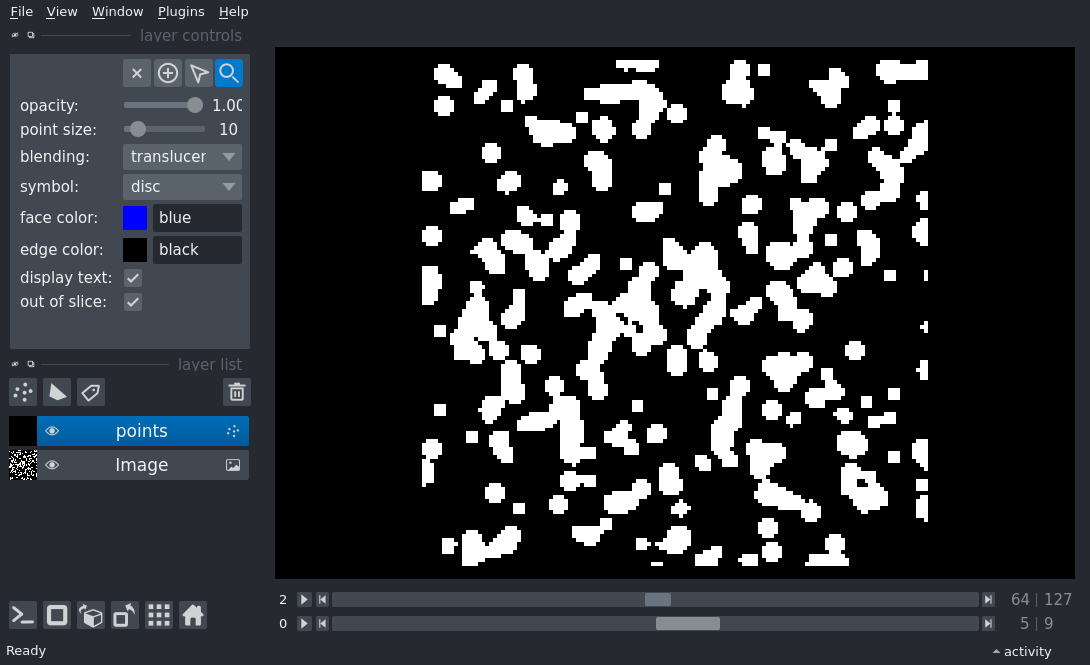 File View Window Plugins Help
layer controls
opacity: 1.00
point size: 10
blending: translucer
symbol: disc
face color: blue
edge color: black
display text:
out of slice:
layer list
points
Image
2 64 | 127
0 5 | 9
Ready activity